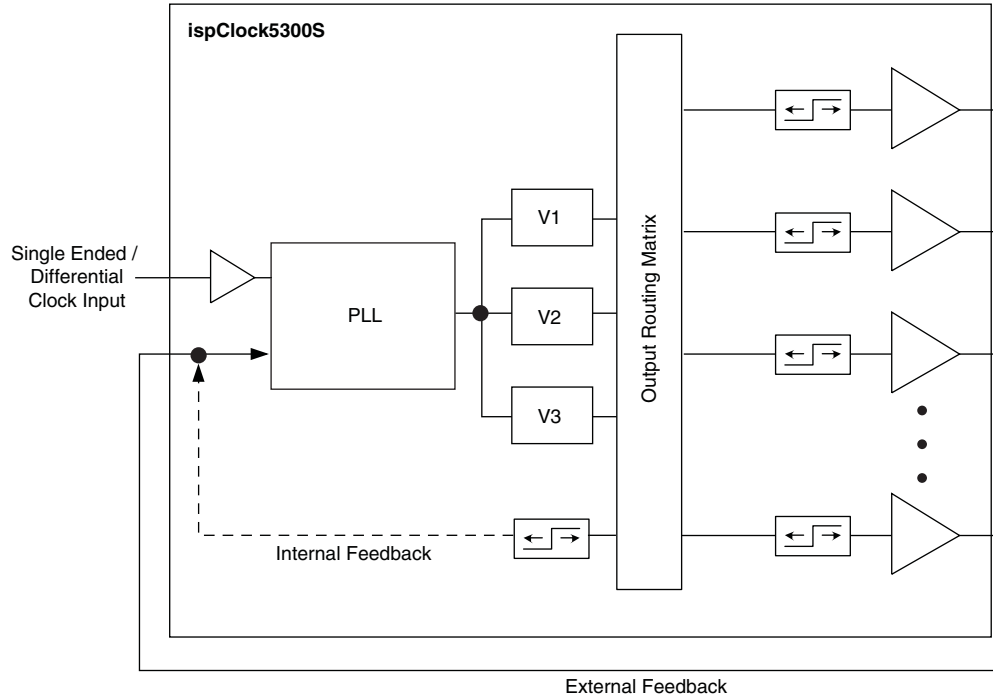 ispClock5300S
Single Ended /
Differential
Clock Input
PLL
V1
V2
V3
Output Routing Matrix
Internal Feedback
External Feedback